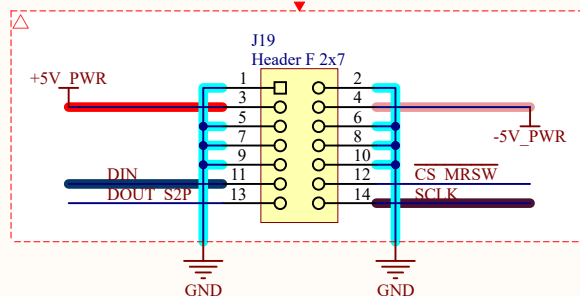 J19
Header F 2x7
+5V_PWR
1 2
3 4
-5V_PWR
5 6
7 8
9 10
DIN 11 12 CS_MRSW
DOUT_S2P 13 14 SCLK
GND GND